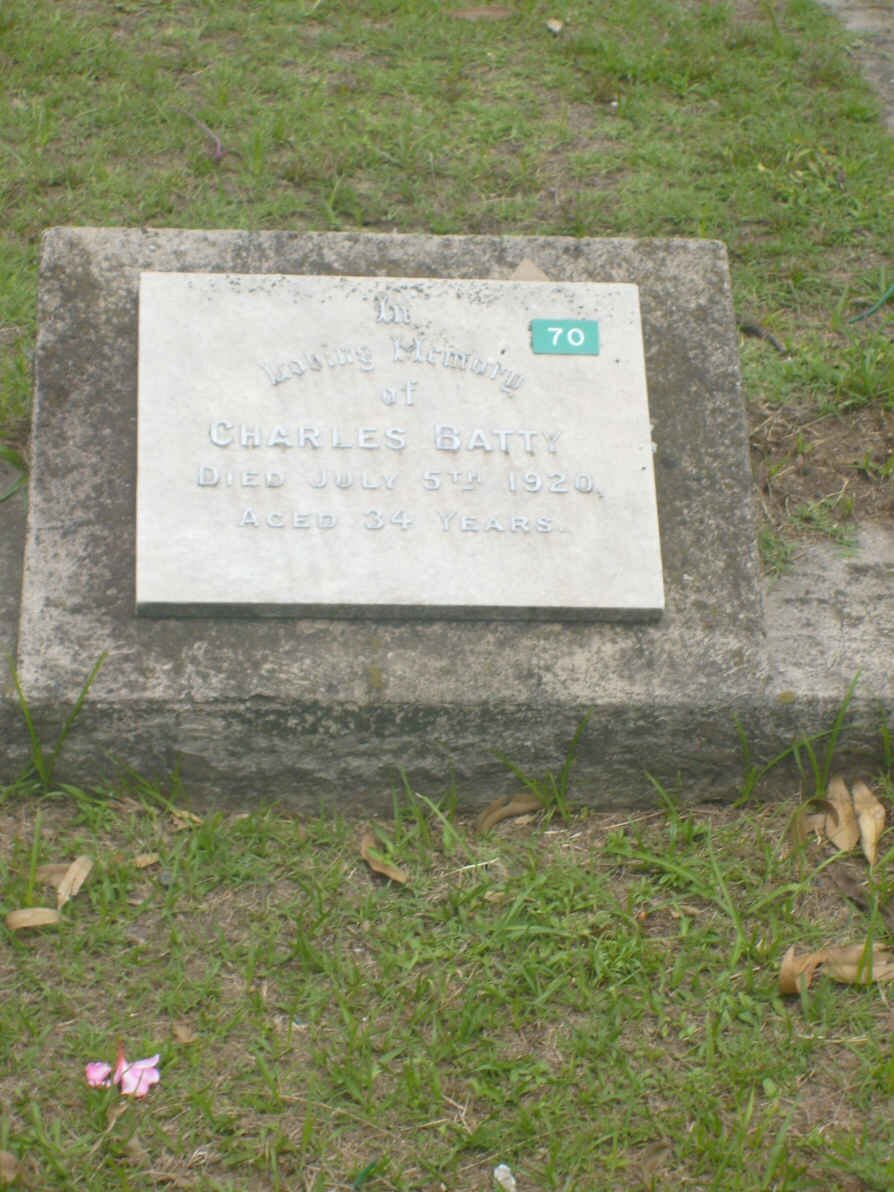 In
70
Loving Memory
of
CHARLES BATTY
DIED JULY 5TH 1920,
AGED 34 YEARS.